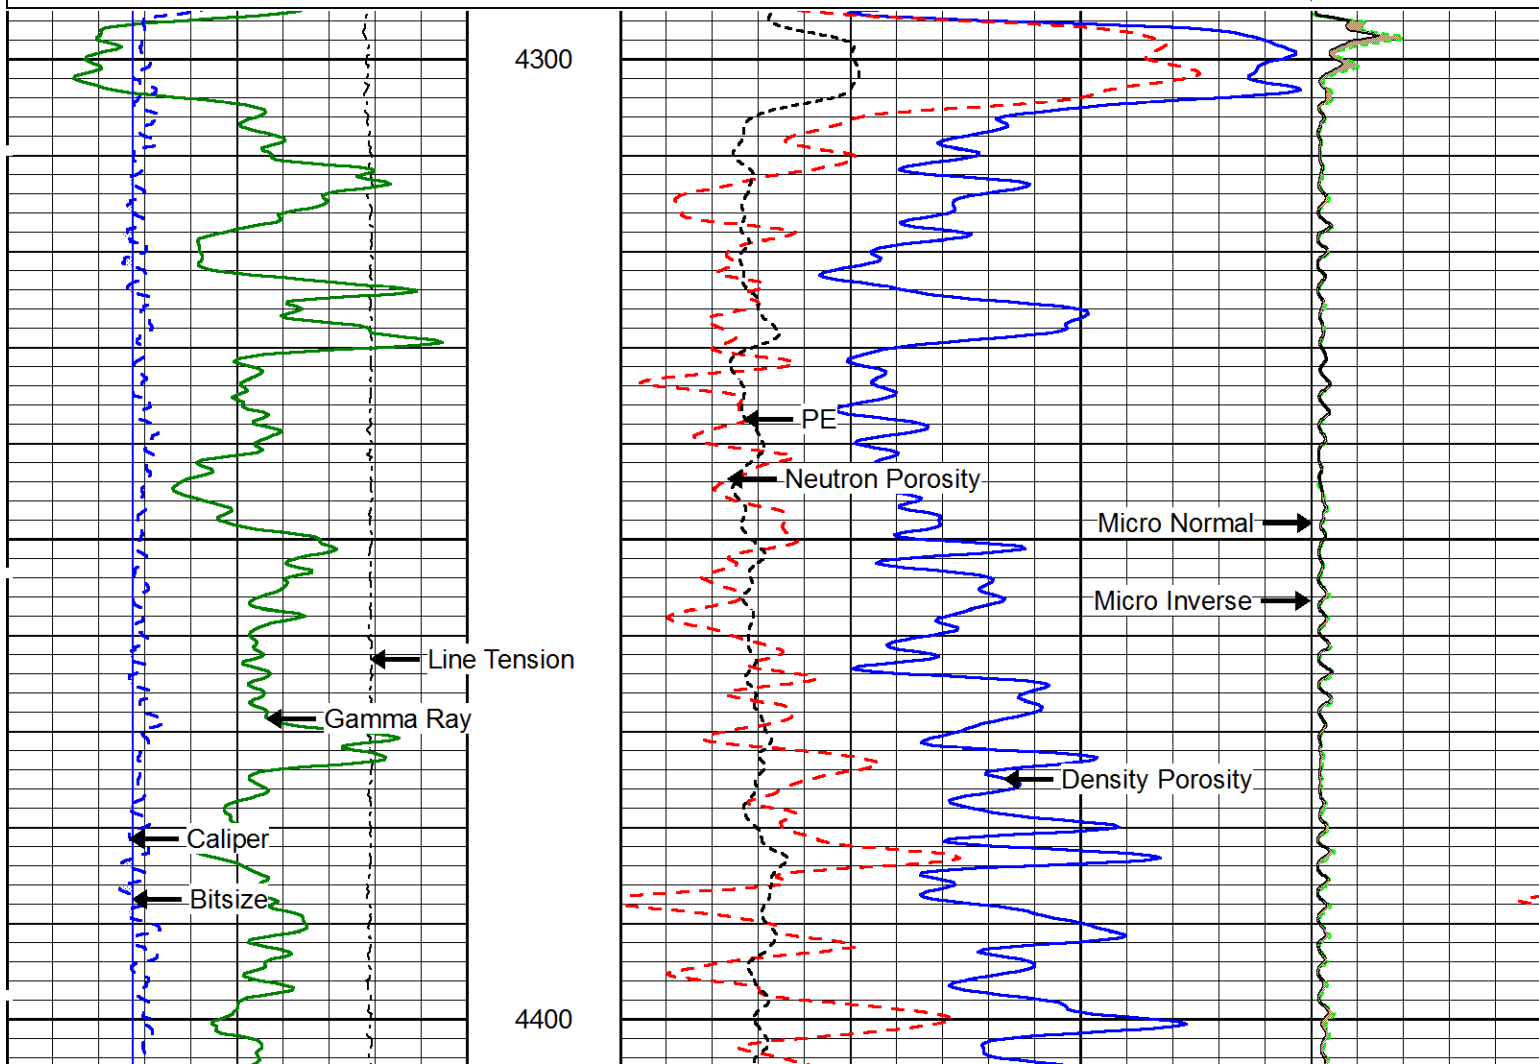 4300
PE
Neutron Porosity
Micro Normal
Micro Inverse
Line Tension
Gamma Ray
Density Porosity
Caliper
Bitsize
4400